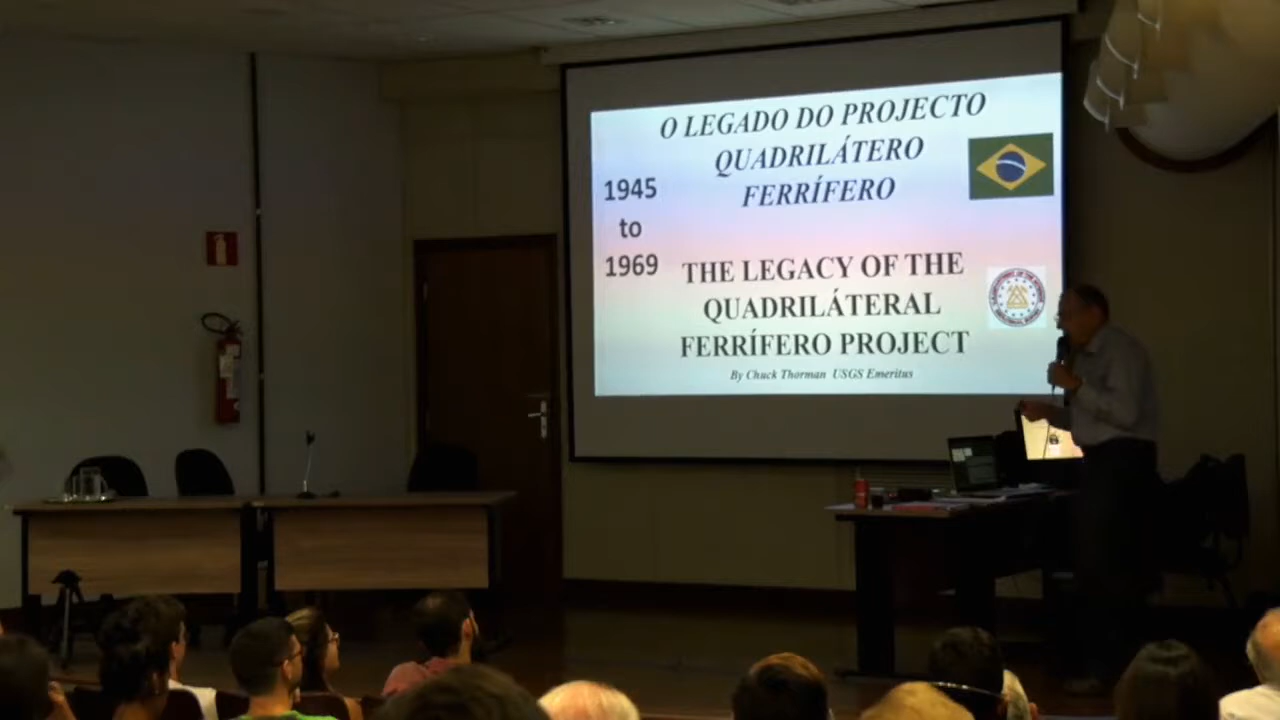 O LEGADO DO PROJECTO
QUADRILÁTERO
FERRÍFERO
1945
to
1969
THE LEGACY OF THE
QUADRILÁTERAL
FERRÍFERO PROJECT
By Chuck Thorman USGS Emeritus